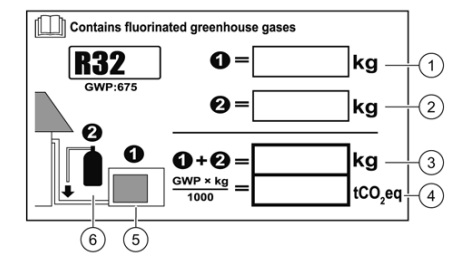 Contains fluorinated greenhouse gases
R32
GWP:675
❶=
kg
1
❷=
kg
2
❶+❷=
kg
3
GWP × kg
1000
=
tCO₂eq
4
❷
❶
6
5